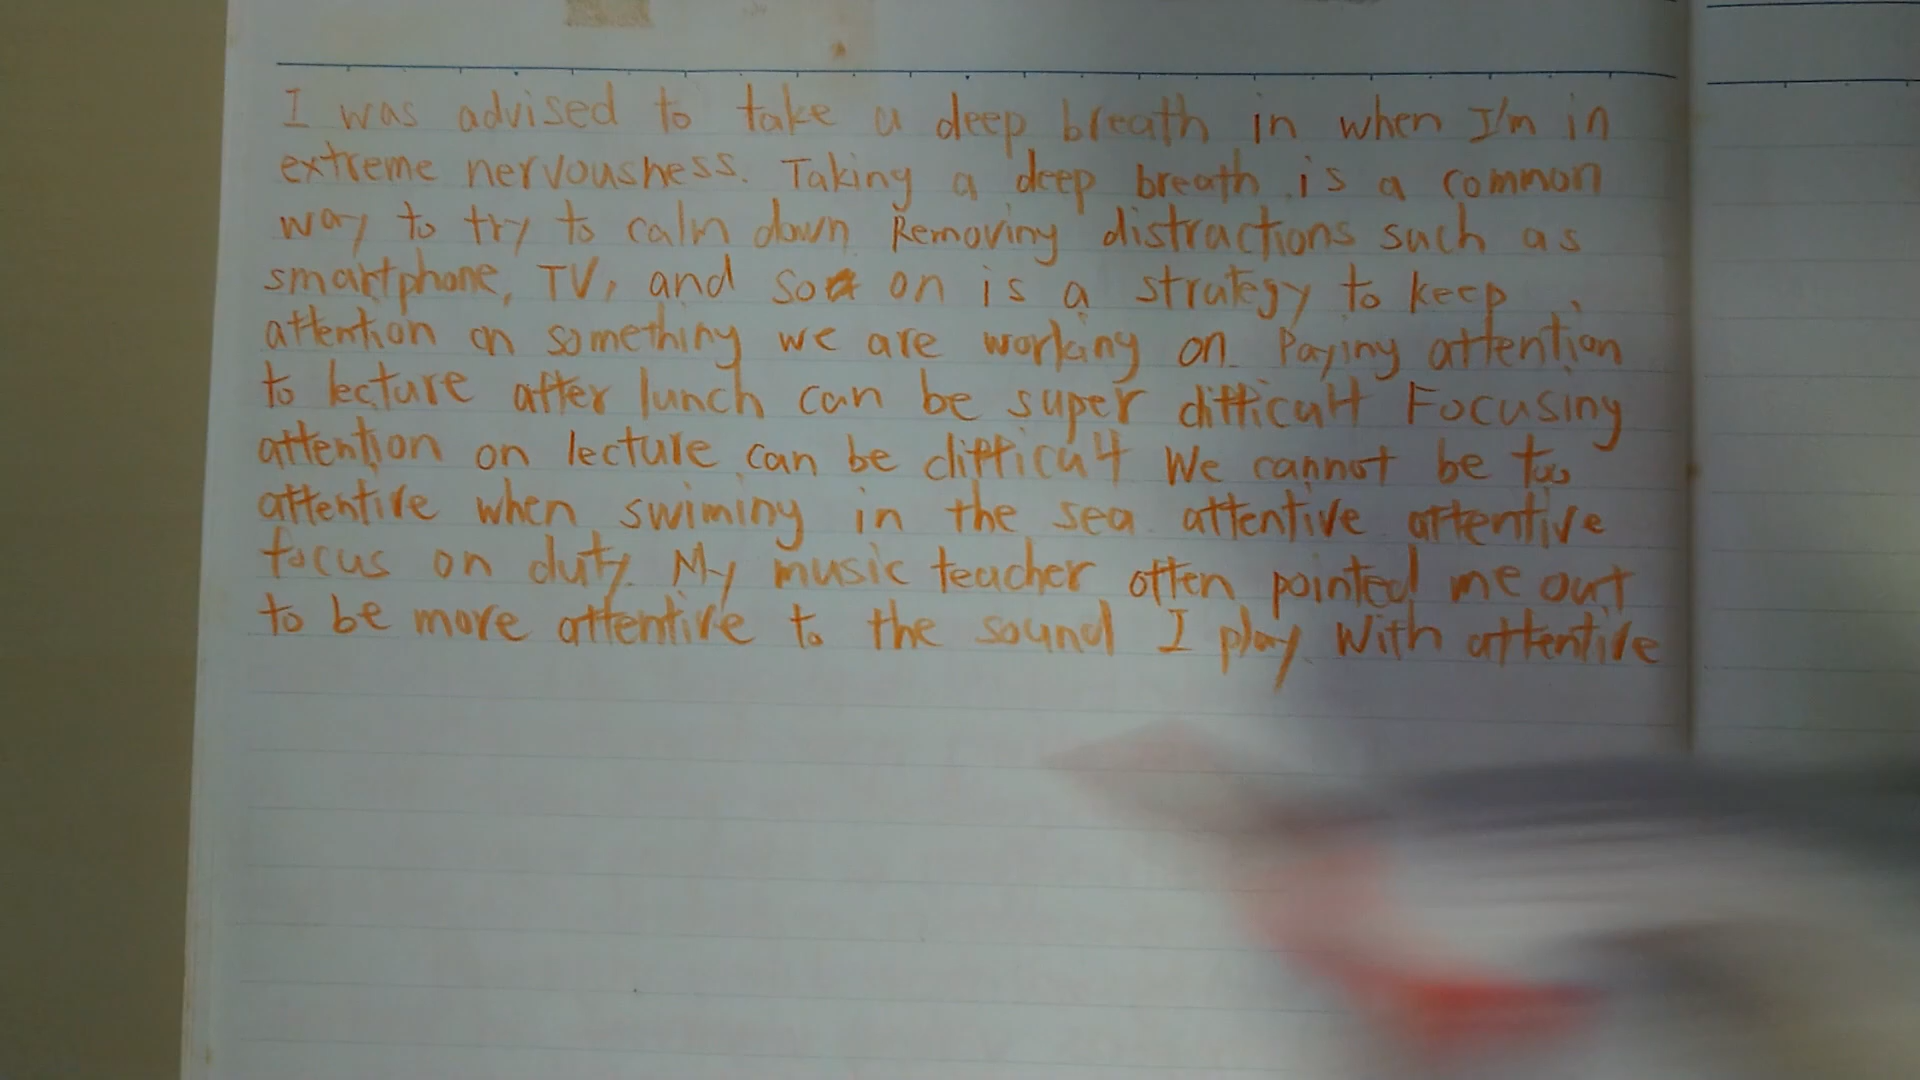 I was advised to take a deep breath in when I'm in
extreme nervousness. Taking a deep breath is a common
way to try to calm down. Removing distractions such as
smartphone, TV, and so on is a strategy to keep
attention on something we are working on. Paying attention
to lecture after lunch can be super difficult Focusing
attention on lecture can be difficult We cannot be too
attentive when swiming in the sea. attentive attentive
focus on duty. My music teacher often pointed me out
to be more attentive to the sound I play. With attentive